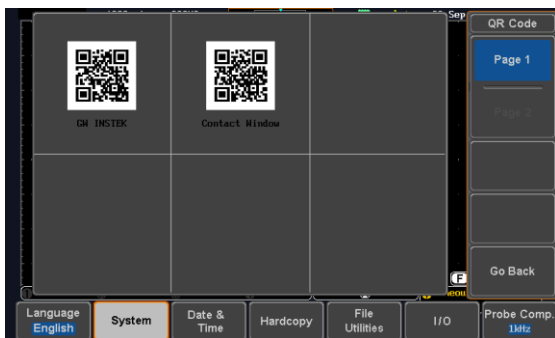 Sep
QR Code
Page 1
Page 2
GW INSTEK
Contact Window
F
Go Back
Language
English
System
Date &
Time
Hardcopy
File
Utilities
I/O
Probe Comp.
1kHz